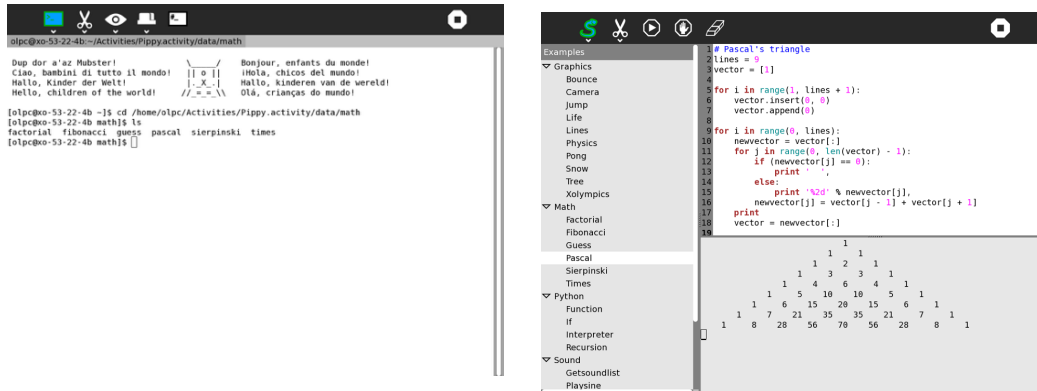 olpc@xo-53-22-4b:~/Activities/Pippy.activity/data/math
Dup dor a'az Mubster!          \_____/    Bonjour, enfants du monde!
Ciao, bambini di tutto il mondo!   || o ||    ¡Hola, chicos del mundo!
Hallo, Kinder der Welt!        |._X_.|    Hallo, kinderen van de wereld!
Hello, children of the world!    //_=_=_\\   Olá, crianças do mundo!
[olpc@xo-53-22-4b ~]$ cd /home/olpc/Activities/Pippy.activity/data/math
[olpc@xo-53-22-4b math]$ ls
factorial  fibonacci  guess  pascal  sierpinski  times
[olpc@xo-53-22-4b math]$
Examples
Graphics
Bounce
Camera
Jump
Life
Lines
Physics
Pong
Snow
Tree
Xolympics
Math
Factorial
Fibonacci
Guess
Pascal
Sierpinski
Times
Python
Function
If
Interpreter
Recursion
Sound
Getsoundlist
Playsine
1 # Pascal's triangle
2 lines = 9
3 vector = [1]
4
5 for i in range(1, lines + 1):
6     vector.insert(0, 0)
7     vector.append(0)
8
9 for i in range(0, lines):
10     newvector = vector[:]
11     for j in range(0, len(vector) - 1):
12         if (newvector[j] == 0):
13             print '  ',
14         else:
15             print '%2d' % newvector[j],
16         newvector[j] = vector[j - 1] + vector[j + 1]
17     print
18     vector = newvector[:]
19
1
1 1
1 2 1
1 3 3 1
1 4 6 4 1
1 5 10 10 5 1
1 6 15 20 15 6 1
1 7 21 35 35 21 7 1
1 8 28 56 70 56 28 8 1